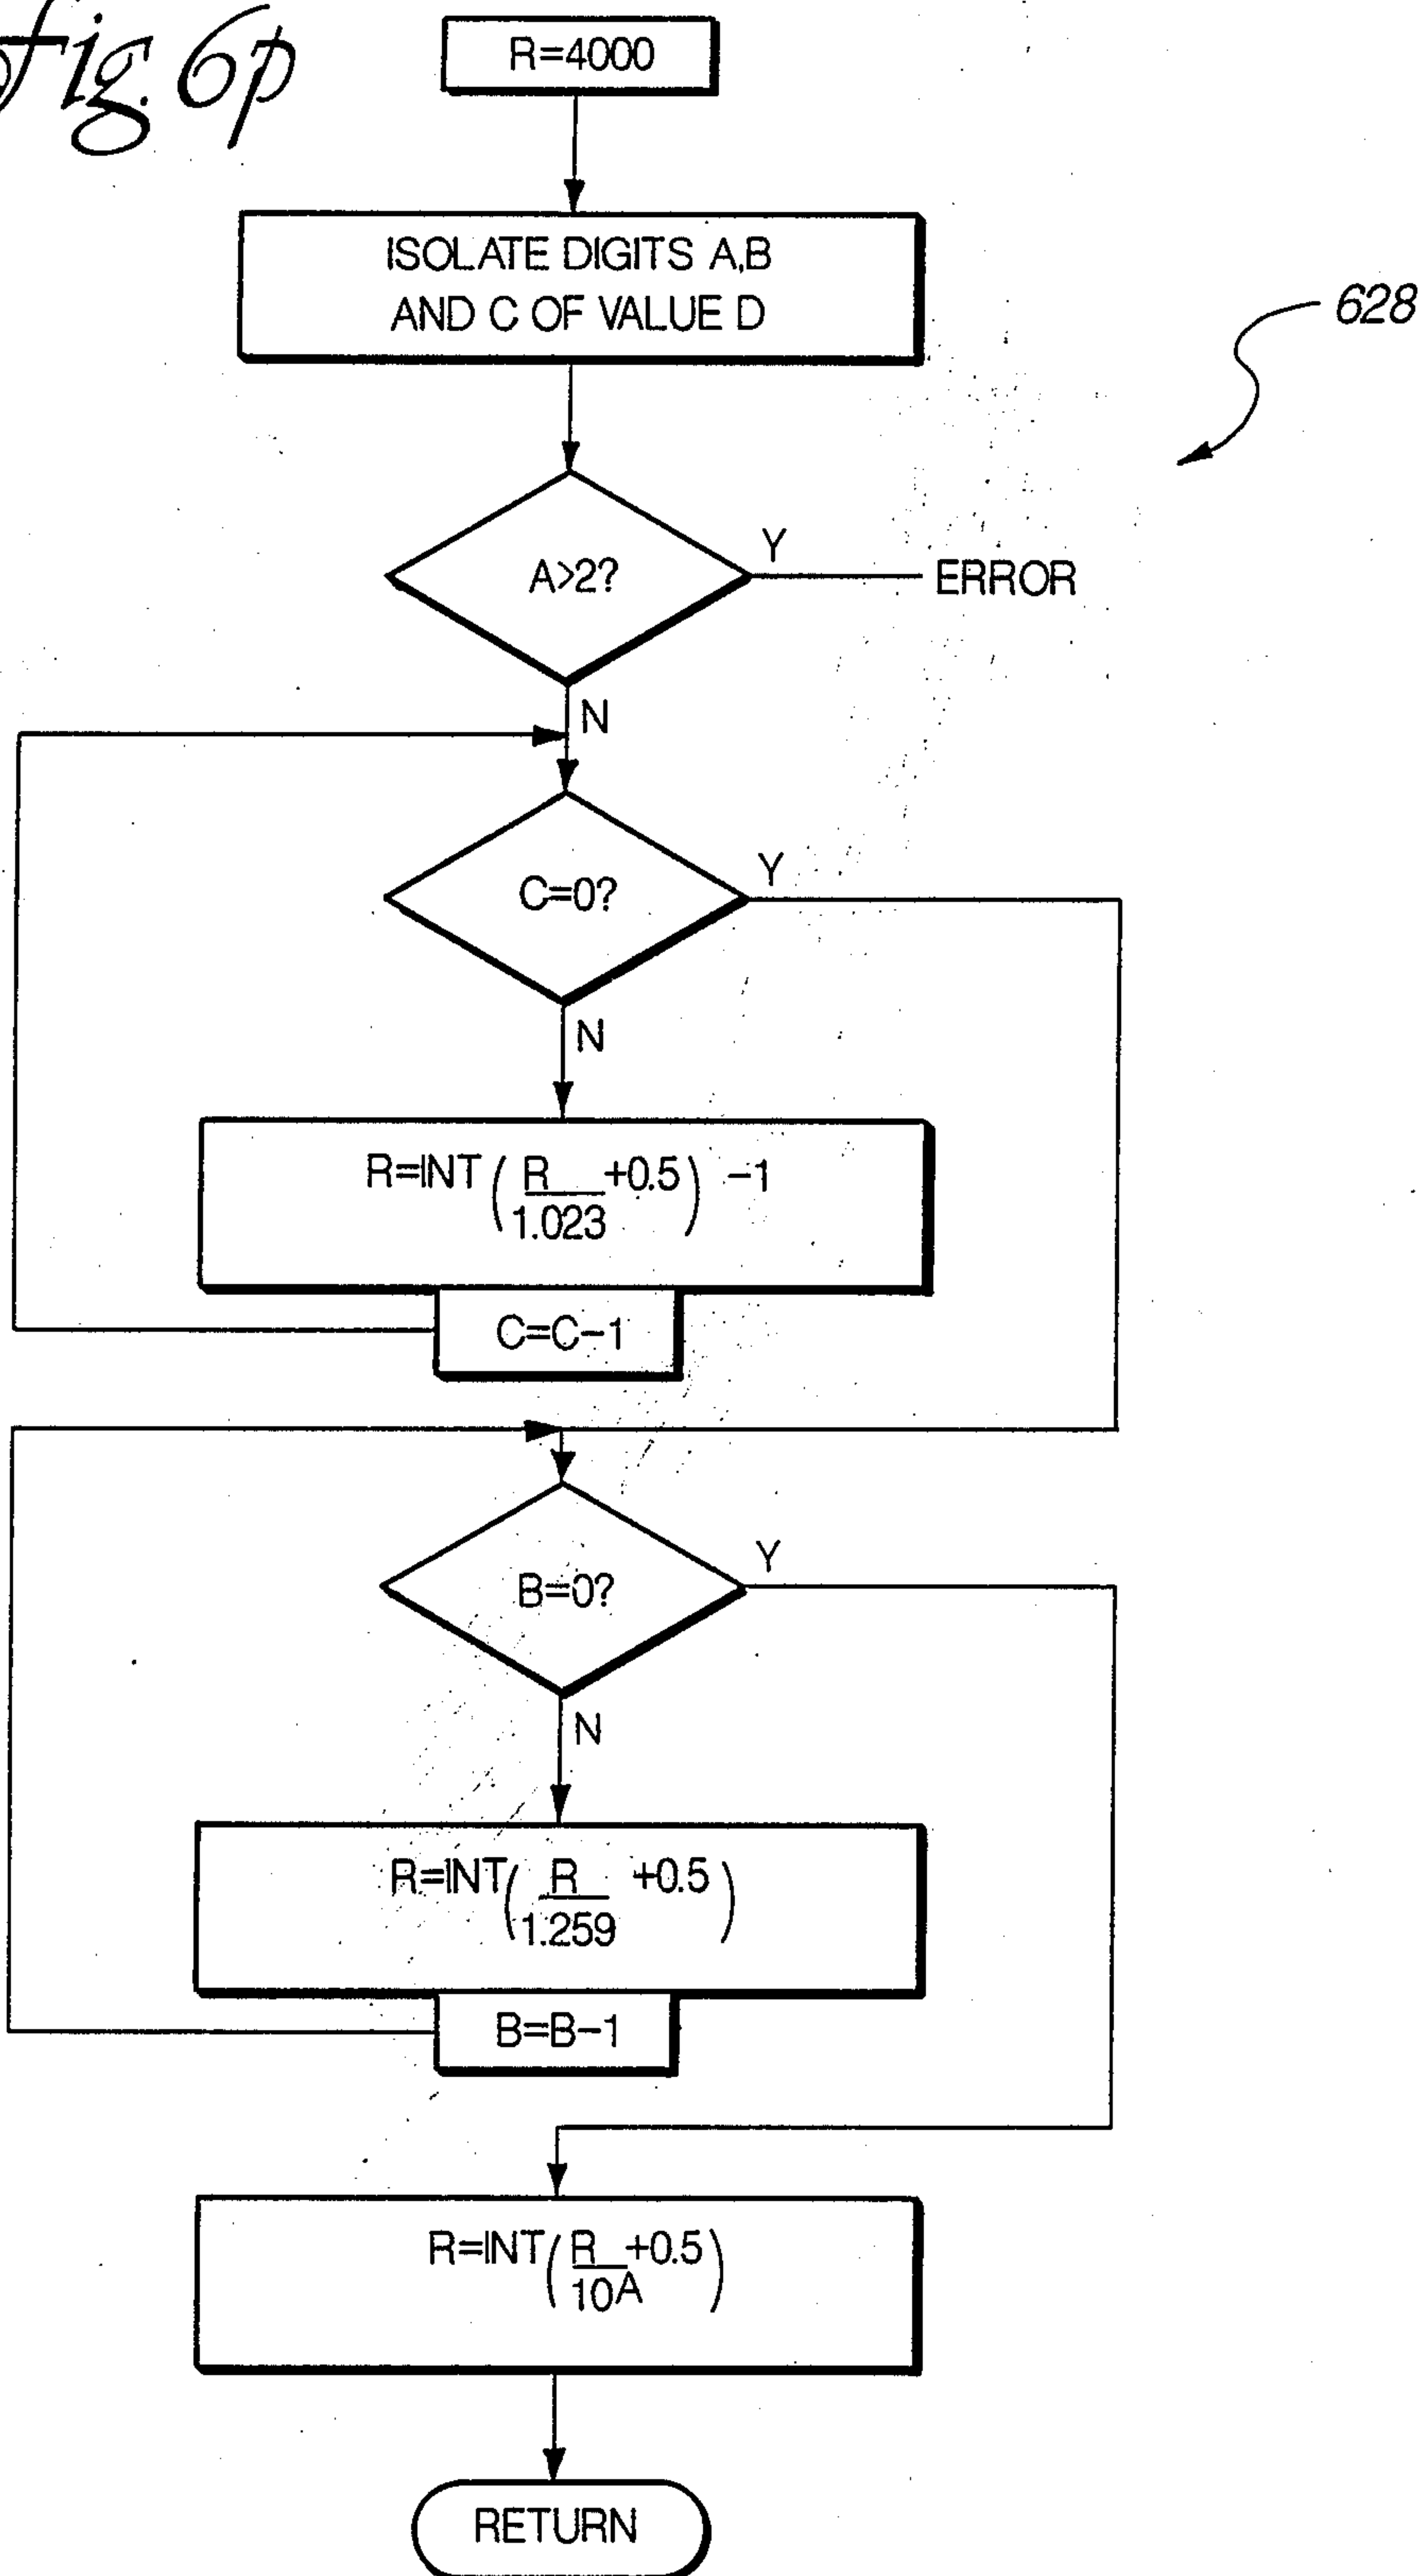 Fig. 6p
R=4000
ISOLATE DIGITS A,B
AND C OF VALUE D
628
A>2?
Y
ERROR
N
C=0?
Y
N
R=INT(R/1.023+0.5)-1
C=C-1
B=0?
Y
N
R=INT(R/1.259+0.5)
B=B-1
R=INT(R/10A+0.5)
RETURN